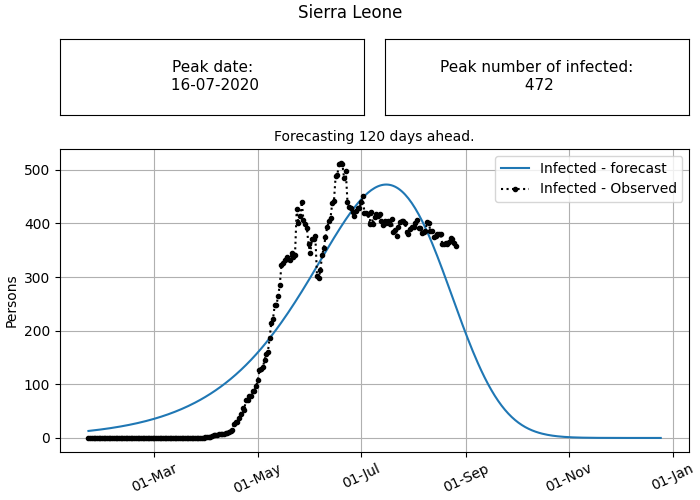 Sierra Leone
Peak date:
16-07-2020
Peak number of infected:
472
Forecasting 120 days ahead.
Infected - forecast
Infected - Observed
Persons
500
400
300
200
100
0
01-Mar
01-May
01-Jul
01-Sep
01-Nov
01-Jan